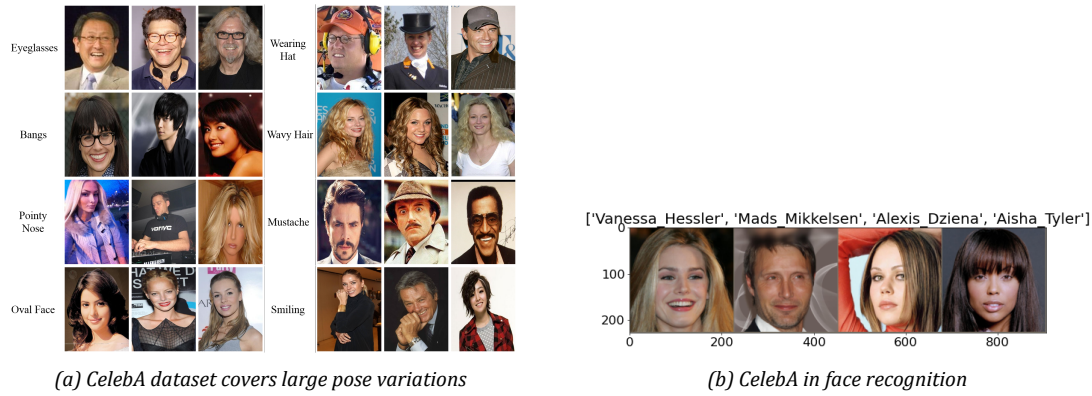 Eyeglasses
Wearing
Hat
Bangs
Wavy Hair
Pointy
Nose
Mustache
Oval Face
Smiling
(a) CelebA dataset covers large pose variations
['Vanessa_Hessler', 'Mads_Mikkelsen', 'Alexis_Dziena', 'Aisha_Tyler']
0
100
200
0 200 400 600 800
(b) CelebA in face recognition